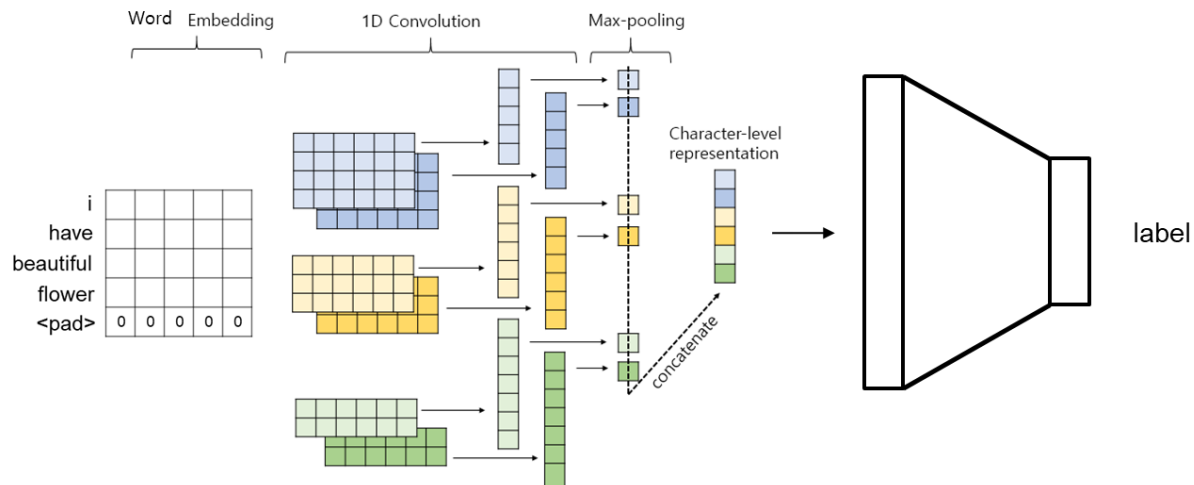 Word Embedding
1D Convolution
Max-pooling
i
have
beautiful
flower
<pad> 0 0 0 0 0
Character-level
representation
concatenate
label